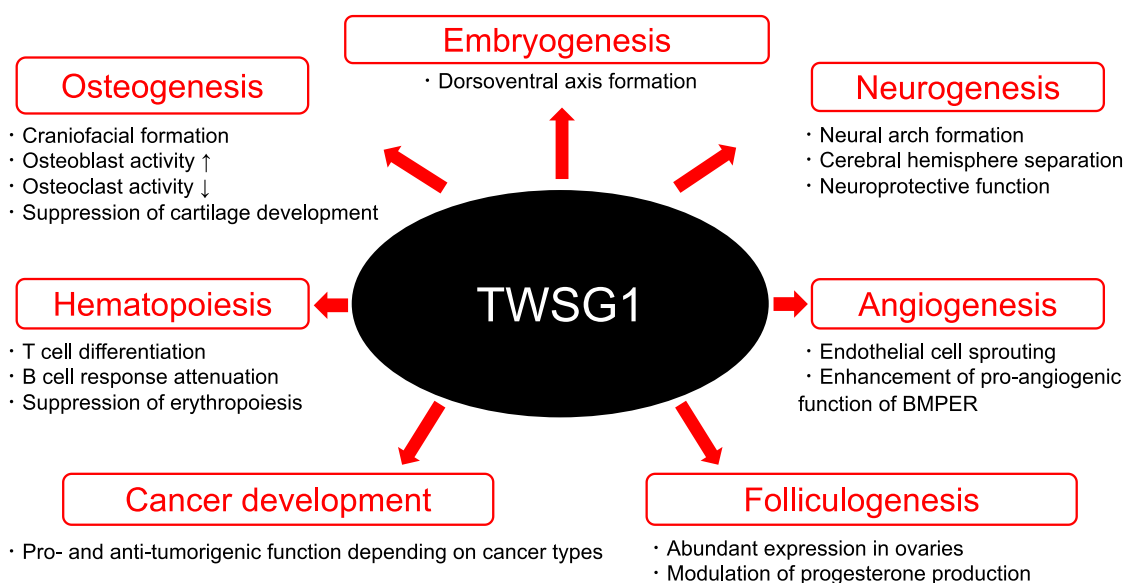 Embryogenesis
・Dorsoventral axis formation
Osteogenesis
・Craniofacial formation
・Osteoblast activity ↑
・Osteoclast activity ↓
・Suppression of cartilage development
Neurogenesis
・Neural arch formation
・Cerebral hemisphere separation
・Neuroprotective function
TWSG1
Hematopoiesis
・T cell differentiation
・B cell response attenuation
・Suppression of erythropoiesis
Angiogenesis
・Endothelial cell sprouting
・Enhancement of pro-angiogenic
function of BMPER
Cancer development
・Pro- and anti-tumorigenic function depending on cancer types
Folliculogenesis
・Abundant expression in ovaries
・Modulation of progesterone production